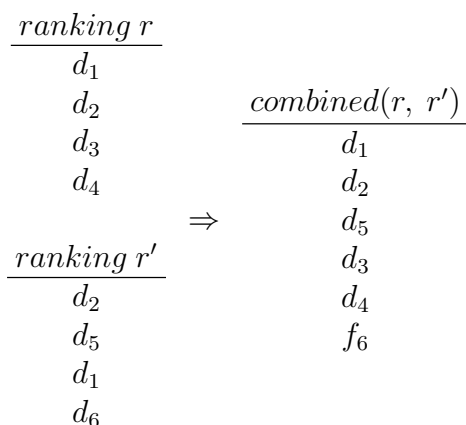 ranking r
d₁
d₂
d₃
d₄
ranking r′
d₂
d₅
d₁
d₆
⇒
combined(r, r′)
d₁
d₂
d₅
d₃
d₄
f₆